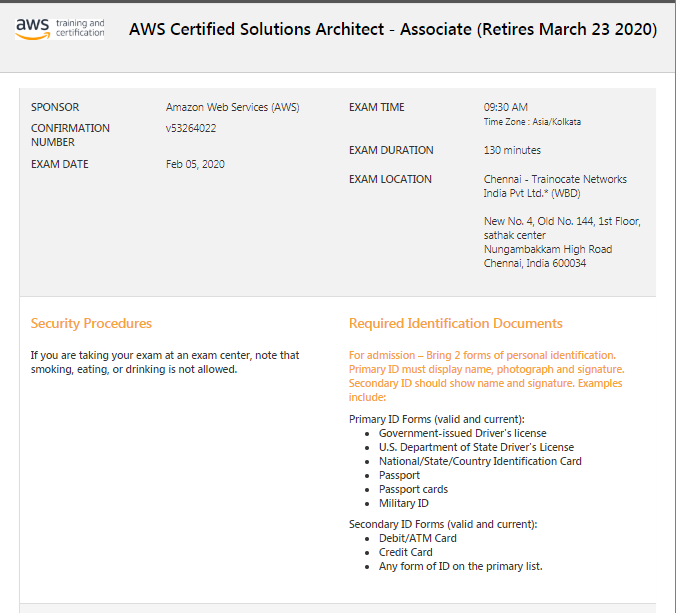 aws training and certification
AWS Certified Solutions Architect - Associate (Retires March 23 2020)
SPONSOR
Amazon Web Services (AWS)
CONFIRMATION
NUMBER
v53264022
EXAM DATE
Feb 05, 2020
EXAM TIME
09:30 AM
Time Zone : Asia/Kolkata
EXAM DURATION
130 minutes
EXAM LOCATION
Chennai - Trainocate Networks
India Pvt Ltd.* (WBD)
New No. 4, Old No. 144, 1st Floor,
sathak center
Nungambakkam High Road
Chennai, India 600034
Security Procedures
If you are taking your exam at an exam center, note that
smoking, eating, or drinking is not allowed.
Required Identification Documents
For admission – Bring 2 forms of personal identification.
Primary ID must display name, photograph and signature.
Secondary ID should show name and signature. Examples
include:
Primary ID Forms (valid and current):
• Government-issued Driver's license
• U.S. Department of State Driver's License
• National/State/Country Identification Card
• Passport
• Passport cards
• Military ID
Secondary ID Forms (valid and current):
• Debit/ATM Card
• Credit Card
• Any form of ID on the primary list.